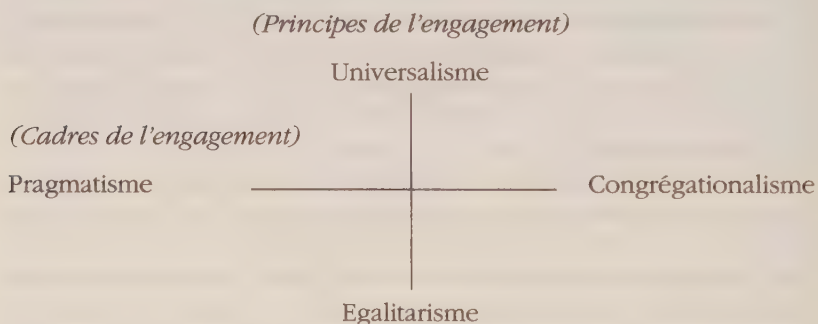 (Principes de l'engagement)
Universalisme
(Cadres de l'engagement)
Pragmatisme Congrégationalisme
Egalitarisme